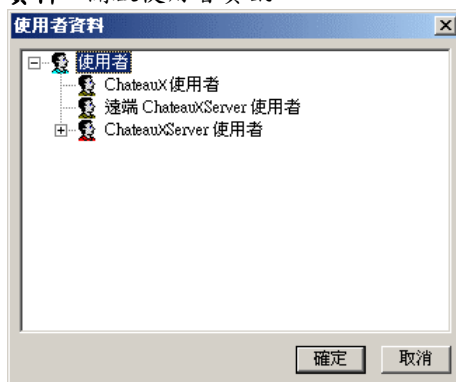 使用者資料
使用者
ChateauX 使用者
遠端 ChateauXServer 使用者
ChateauXServer 使用者
確定
取消